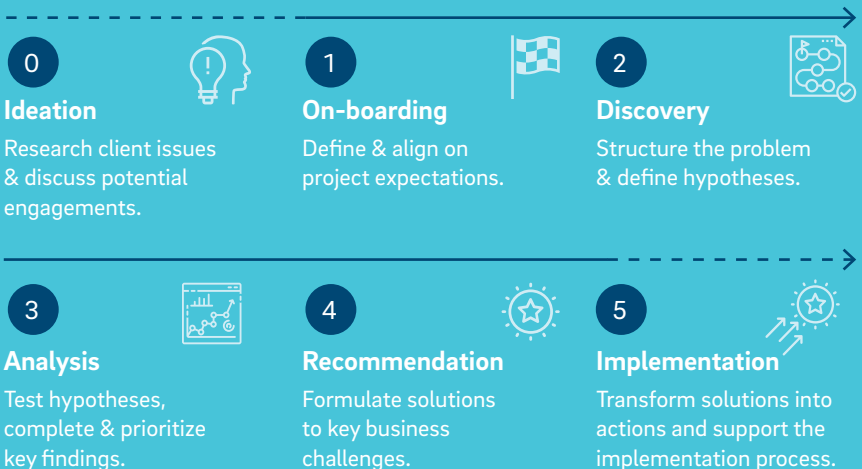 0
Ideation
Research client issues
& discuss potential
engagements.
1
On-boarding
Define & align on
project expectations.
2
Discovery
Structure the problem
& define hypotheses.
3
Analysis
Test hypotheses,
complete & prioritize
key findings.
4
Recommendation
Formulate solutions
to key business
challenges.
5
Implementation
Transform solutions into
actions and support the
implementation process.